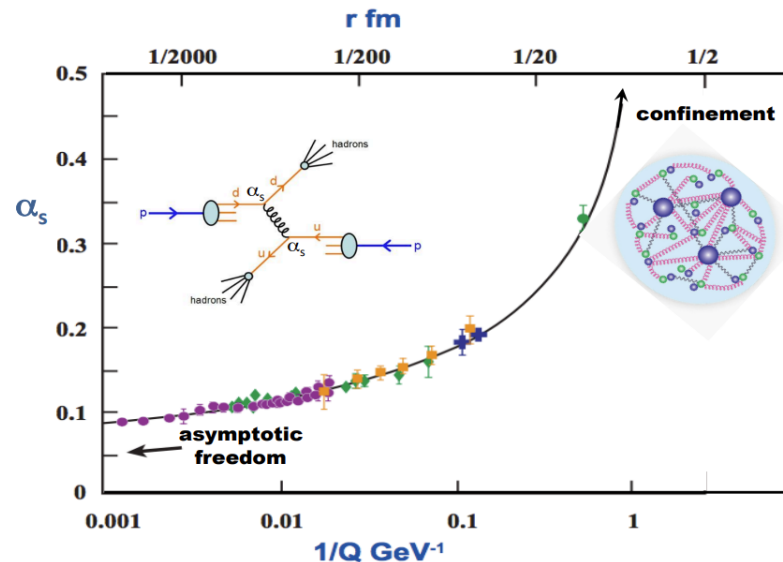 r fm
1/2000 1/200 1/20 1/2
0.5
confinement
hadrons
0.4
d
d αs
αs
p
0.3
u
u αs
p
hadrons
0.2
0.1
asymptotic
freedom
0
0.001 0.01 0.1 1
1/Q GeV⁻¹